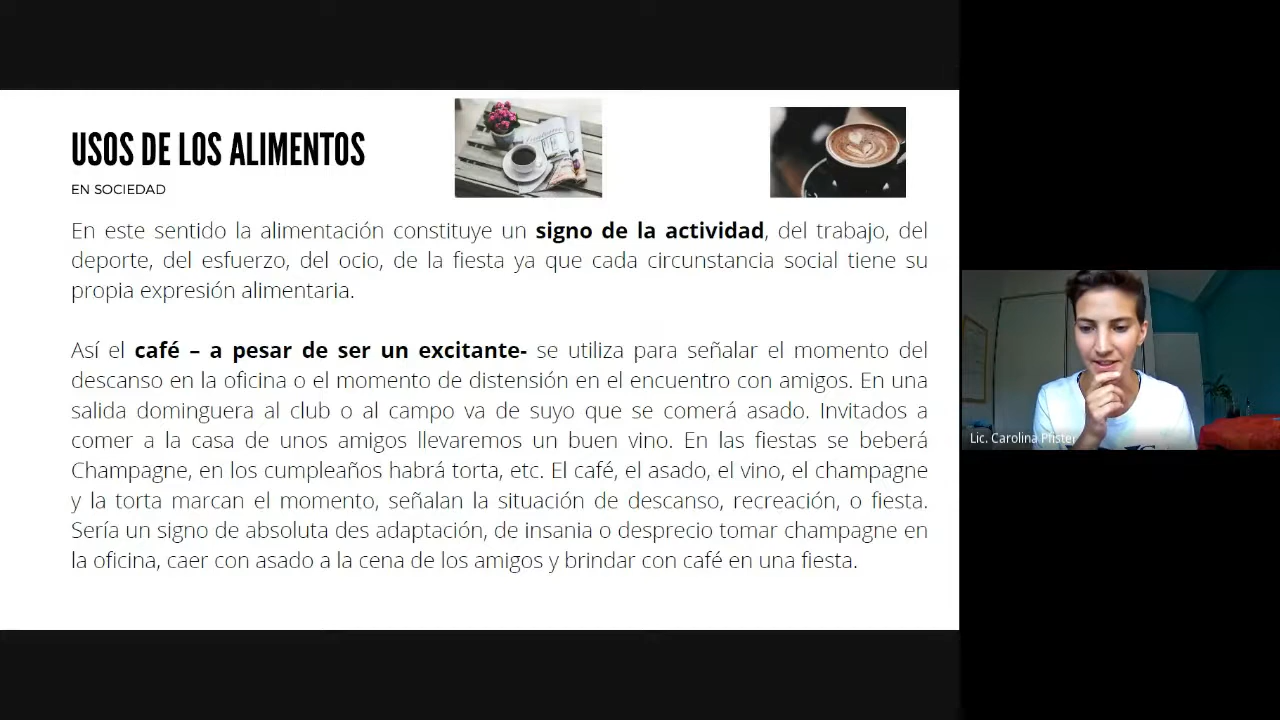 USOS DE LOS ALIMENTOS
EN SOCIEDAD
En este sentido la alimentación constituye un signo de la actividad, del trabajo, del
deporte, del esfuerzo, del ocio, de la fiesta ya que cada circunstancia social tiene su
propia expresión alimentaria.
Así el café – a pesar de ser un excitante- se utiliza para señalar el momento del
descanso en la oficina o el momento de distensión en el encuentro con amigos. En una
salida dominguera al club o al campo va de suyo que se comerá asado. Invitados a
comer a la casa de unos amigos llevaremos un buen vino. En las fiestas se beberá
Champagne, en los cumpleaños habrá torta, etc. El café, el asado, el vino, el champagne
y la torta marcan el momento, señalan la situación de descanso, recreación, o fiesta.
Sería un signo de absoluta des adaptación, de insania o desprecio tomar champagne en
la oficina, caer con asado a la cena de los amigos y brindar con café en una fiesta.
Lic. Carolina Pfister